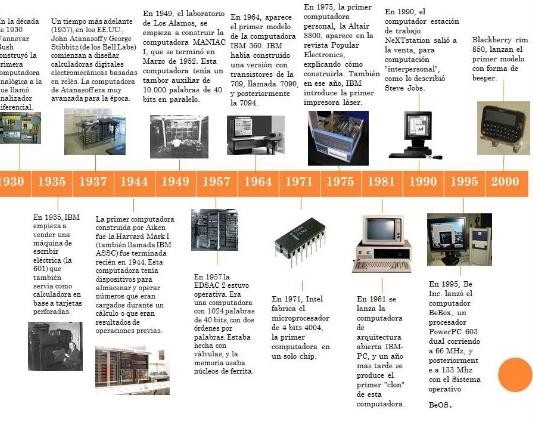 En la década
de 1930
Vannevar
Bush
construyó la
primera
computadora
analógica a la
que llamó
analizador
diferencial.
Un tiempo más adelante
(1937), en los EE.UU.,
John Atanasoff y George
Stibbitz (de los Bell Labs)
comienzan a diseñar
calculadoras digitales
electromecánicas basadas
en relés. La computadora
de Atanasoff era muy
avanzada para la época.
En 1949, el laboratorio
de Los Alamos, se
empieza a construir la
computadora MANIAC
I, que se terminó en
Marzo de 1952. Esta
computadora tenía un
tambor auxiliar de
10.000 palabras de 40
bits en paralelo.
En 1964, aparece
el primer modelo
de la computadora
IBM 360. IBM
había construido
una versión con
transistores de la
709, llamada 7090,
y posteriormente
la 7094.
En 1975, la primer
computadora
personal, la Altair
8800, aparece en la
revista Popular
Electronics,
explicando cómo
construirla. También
en ese año, IBM
introduce la primer
impresora láser.
En 1990, el
computador estación
de trabajo
NeXTstation salió a
la venta, para
computación
"interpersonal",
como lo describió
Steve Jobs.
Blackberry rim
850, lanzan el
primer modelo
con forma de
beeper.
1930 1935 1937 1944 1949 1957 1964 1971 1975 1981 1990 1995 2000
En 1935, IBM
empieza a
vender una
máquina de
escribir
eléctrica (la
601) que
también
servía como
calculadora en
base a tarjetas
perforadas.
La primer computadora
construida por Aiken
fue la Harvard Mark I
(también llamada IBM
ASSC) fue terminada
recién en 1944. Esta
computadora tenía
dispositivos para
almacenar y operar
números que eran
cargados durante un
cálculo o que eran
resultados de
operaciones previas.
En 1957 la
EDSAC 2 estuvo
operativa. Era
una computadora
con 1024 palabras
de 40 bits, con dos
órdenes por
palabras. Estaba
hecha con
válvulas, y la
memoria usaba
núcleos de ferrita.
En 1971, Intel
fabrica el
microprocesador
de 4 bits 4004,
la primer
computadora en
un solo chip.
En 1981 se
lanza la
computadora
de
arquitectura
abierta IBM-
PC, y un año
mas tarde se
produce el
primer "clon"
de esta
computadora.
En 1995, Be
Inc. lanzó el
computador
BeBox, un
procesador
PowerPC 603
dual corriendo
a 66 MHz, y
posteriorment
e a 133 Mhz
con el Sistema
operativo
BeOS.